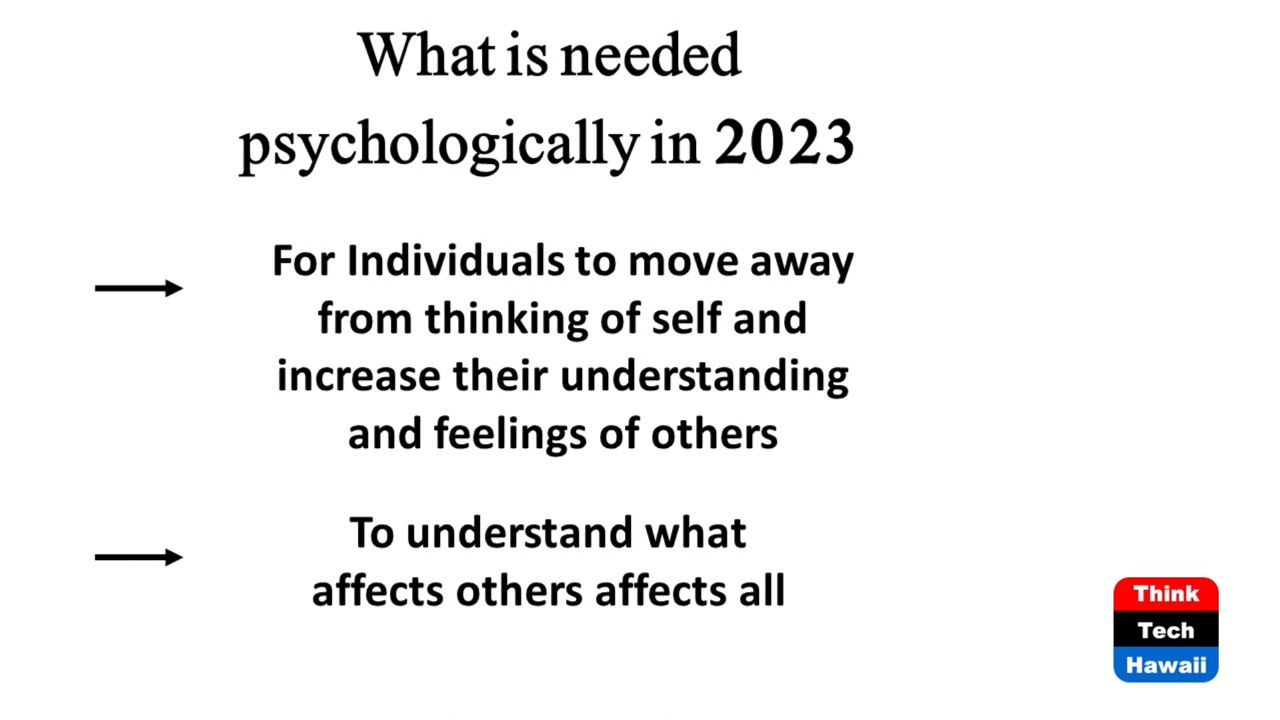 What is needed
psychologically in 2023
For Individuals to move away
from thinking of self and
increase their understanding
and feelings of others
To understand what
affects others affects all
Think
Tech
Hawaii